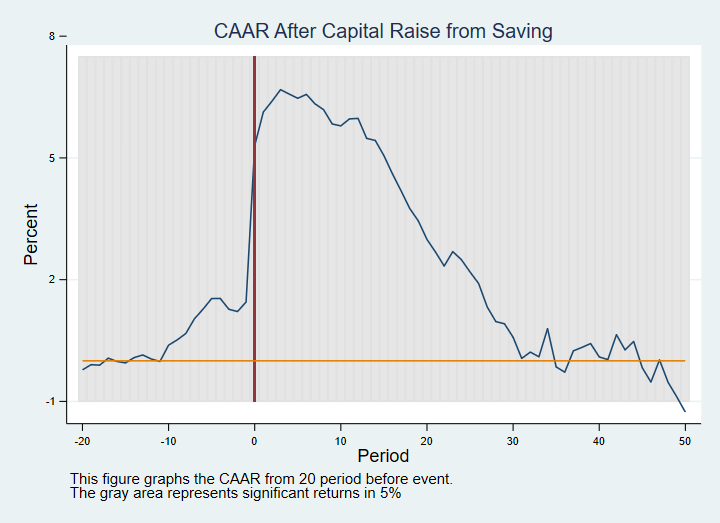 CAAR After Capital Raise from Saving
8
5
2
-1
Percent
-20 -10 0 10 20 30 40 50
Period
This figure graphs the CAAR from 20 period before event.
The gray area represents significant returns in 5%